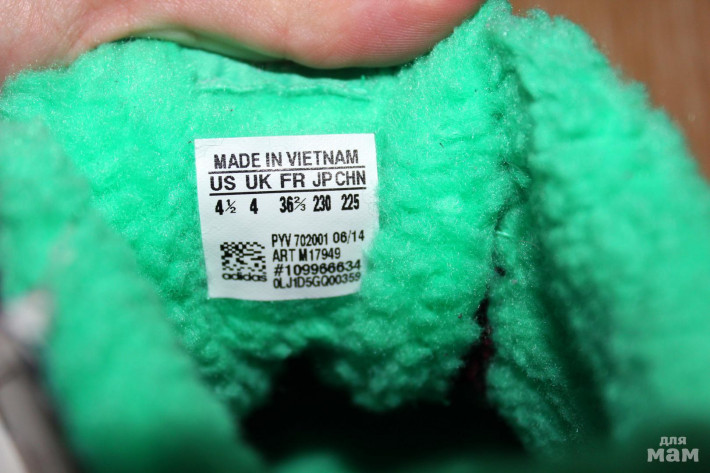 MADE IN VIETNAM
US UK FR JP CHN
4½ 4 36⅔ 230 225
PYV 702001 06/14
ART M17949
#109966634
adidas 0LJ1D5GQ00359
для
мам